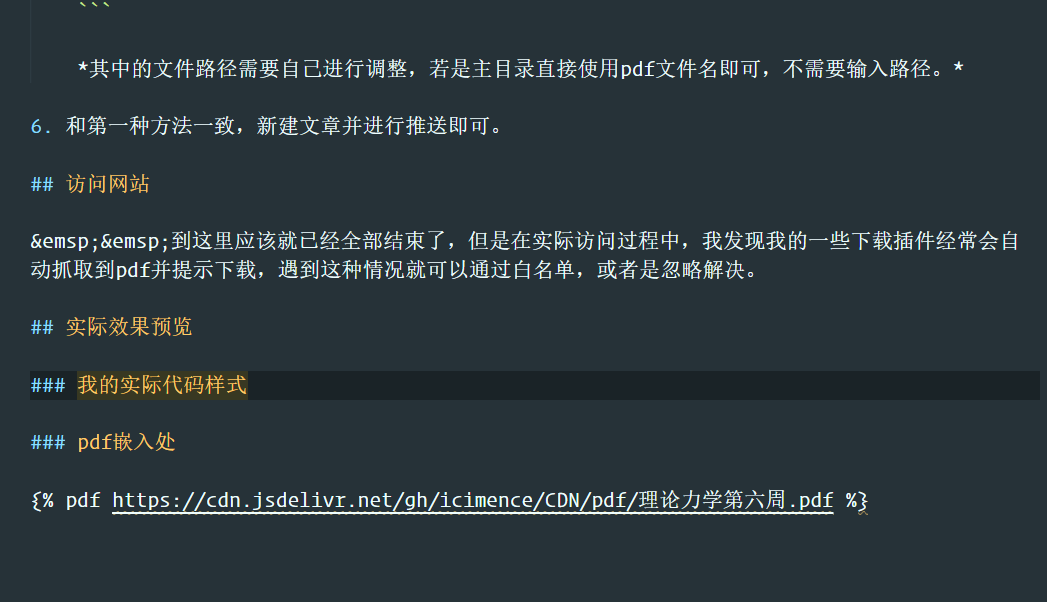 ```
*其中的文件路径需要自己进行调整，若是主目录直接使用pdf文件名即可，不需要输入路径。*
6. 和第一种方法一致，新建文章并进行推送即可。
## 访问网站
&emsp;&emsp;到这里应该就已经全部结束了，但是在实际访问过程中，我发现我的一些下载插件经常会自
动抓取到pdf并提示下载，遇到这种情况就可以通过白名单，或者是忽略解决。
## 实际效果预览
### 我的实际代码样式
### pdf嵌入处
{% pdf https://cdn.jsdelivr.net/gh/icimence/CDN/pdf/理论力学第六周.pdf %}